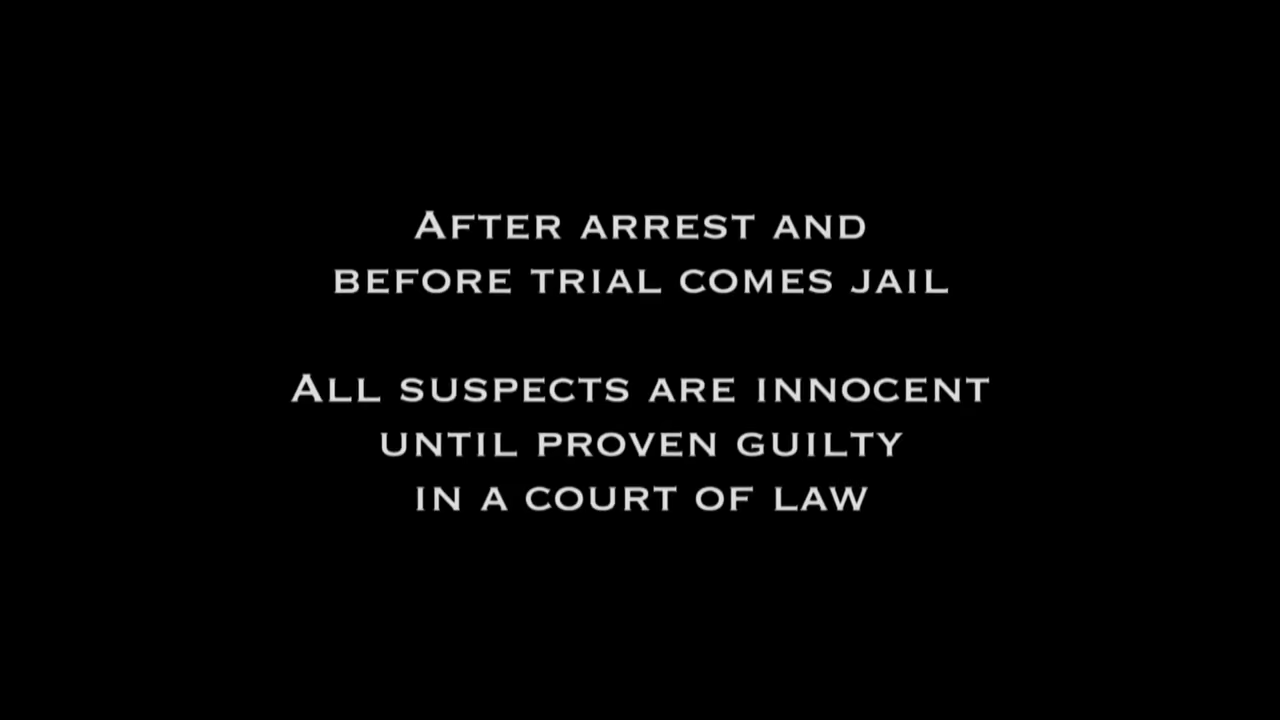 AFTER ARREST AND
BEFORE TRIAL COMES JAIL
ALL SUSPECTS ARE INNOCENT
UNTIL PROVEN GUILTY
IN A COURT OF LAW